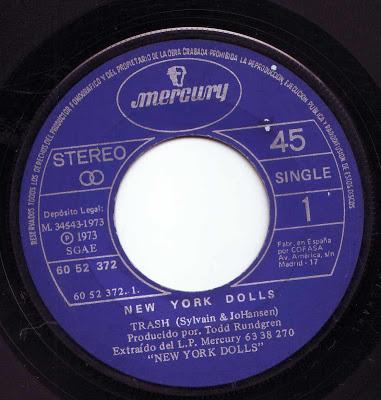 RESERVADOS TODOS LOS DERECHOS DEL PRODUCTOR FONOGRAFICO Y DEL PROPIETARIO DE LA OBRA GRABADA PROHIBIDA LA REPRODUCCION, EJECUCION PUBLICA Y RADIODIFUSION DE ESTOS DISCOS
mercury
STEREO
45
SINGLE
1
Depósito Legal:
M. 34543-1973
Ⓟ 1973
SGAE
60 52 372
60 52 372. 1.
Fabr. en España
por COFASA
Av. América, s/n
Madrid - 17
NEW YORK DOLLS
TRASH (Sylvain & JoHansen)
Producido por Todd Rundgren
Extraído del L.P. Mercury 63 38 270
"NEW YORK DOLLS"